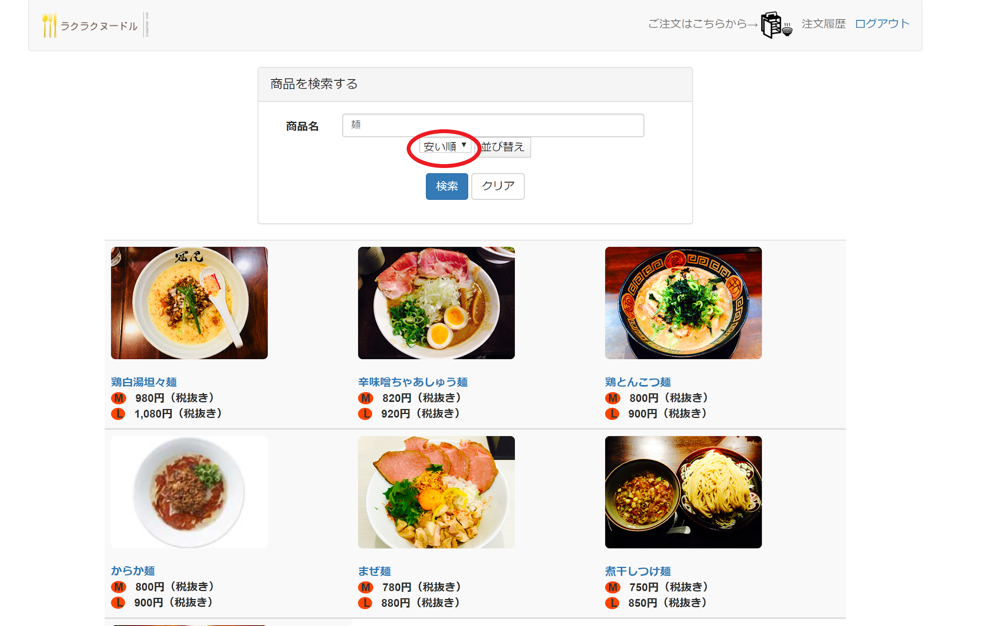 ラクラクヌードル
logaster.com
ご注文はこちらから→
注文履歴 ログアウト
商品を検索する
商品名 麺
安い順 ▼ 並び替え
検索 クリア
冠尾
鶏白湯坦々麺
M 980円（税抜き）
L 1,080円（税抜き）
辛味噌ちゃあしゅう麺
M 820円（税抜き）
L 920円（税抜き）
鶏とんこつ麺
M 800円（税抜き）
L 900円（税抜き）
からか麺
M 800円（税抜き）
L 900円（税抜き）
まぜ麺
M 780円（税抜き）
L 880円（税抜き）
煮干しつけ麺
M 750円（税抜き）
L 850円（税抜き）